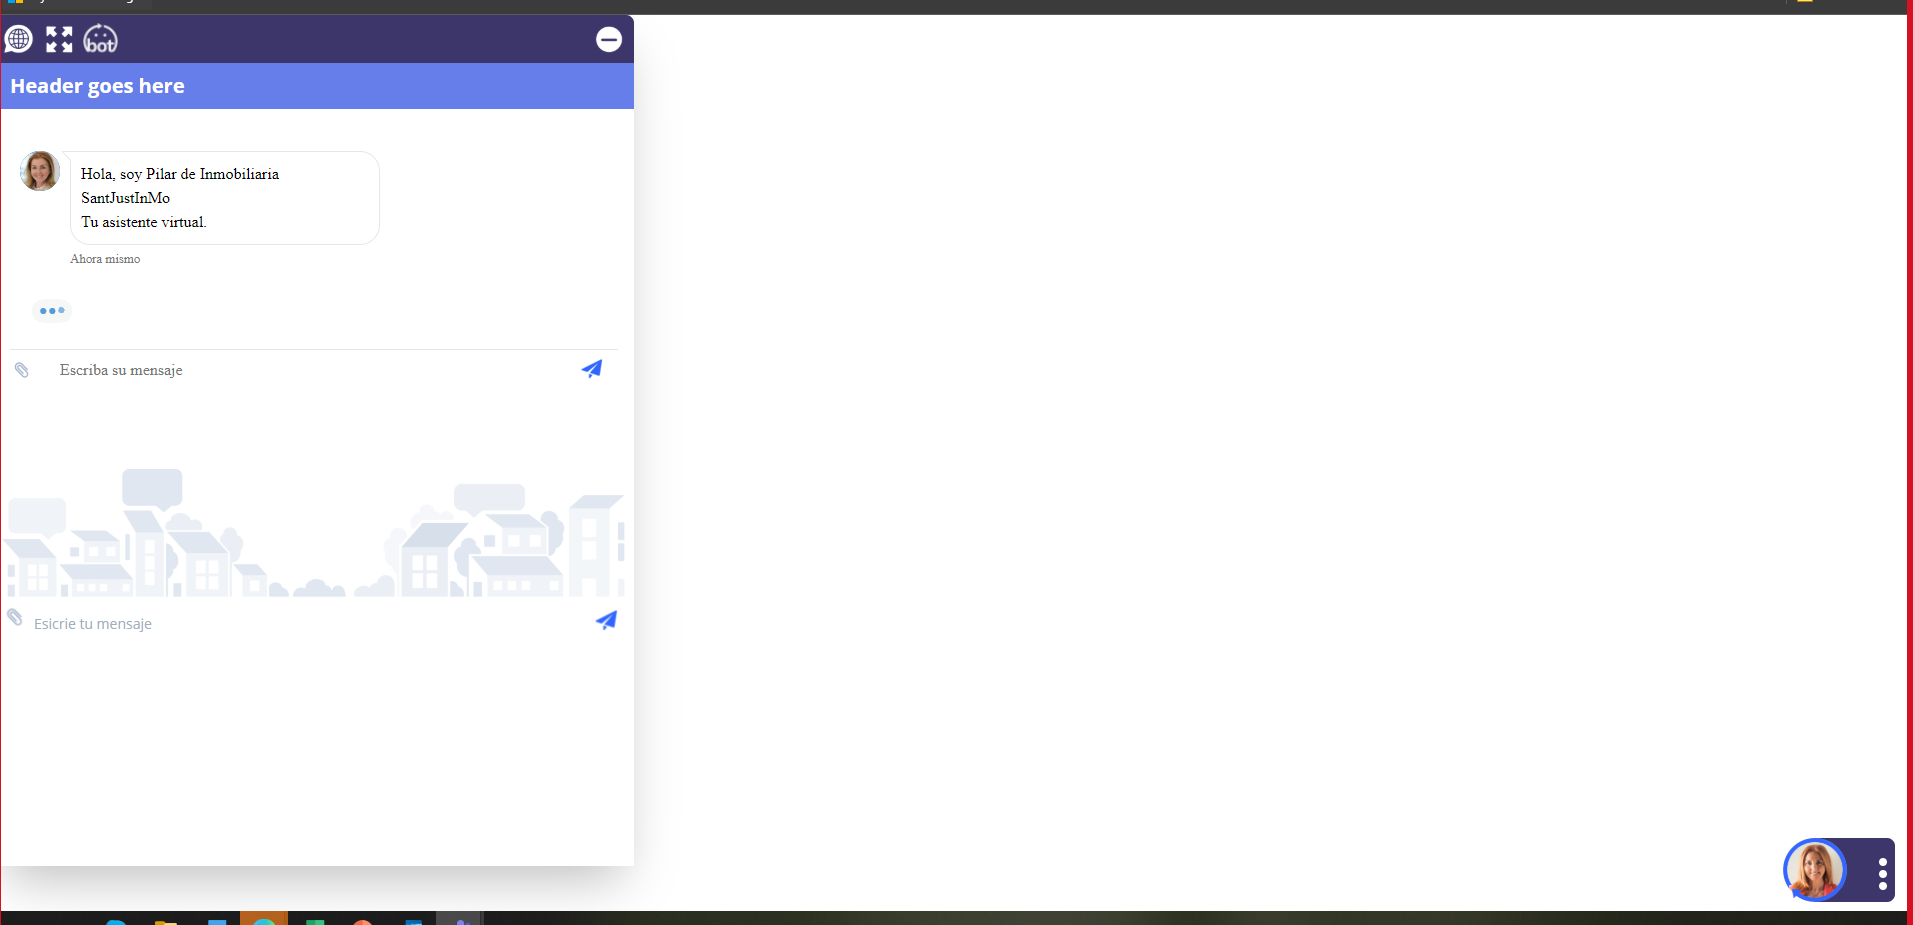 bot
Header goes here
Hola, soy Pilar de Inmobiliaria
SantJustInMo
Tu asistente virtual.
Ahora mismo
Escriba su mensaje
Esicrie tu mensaje